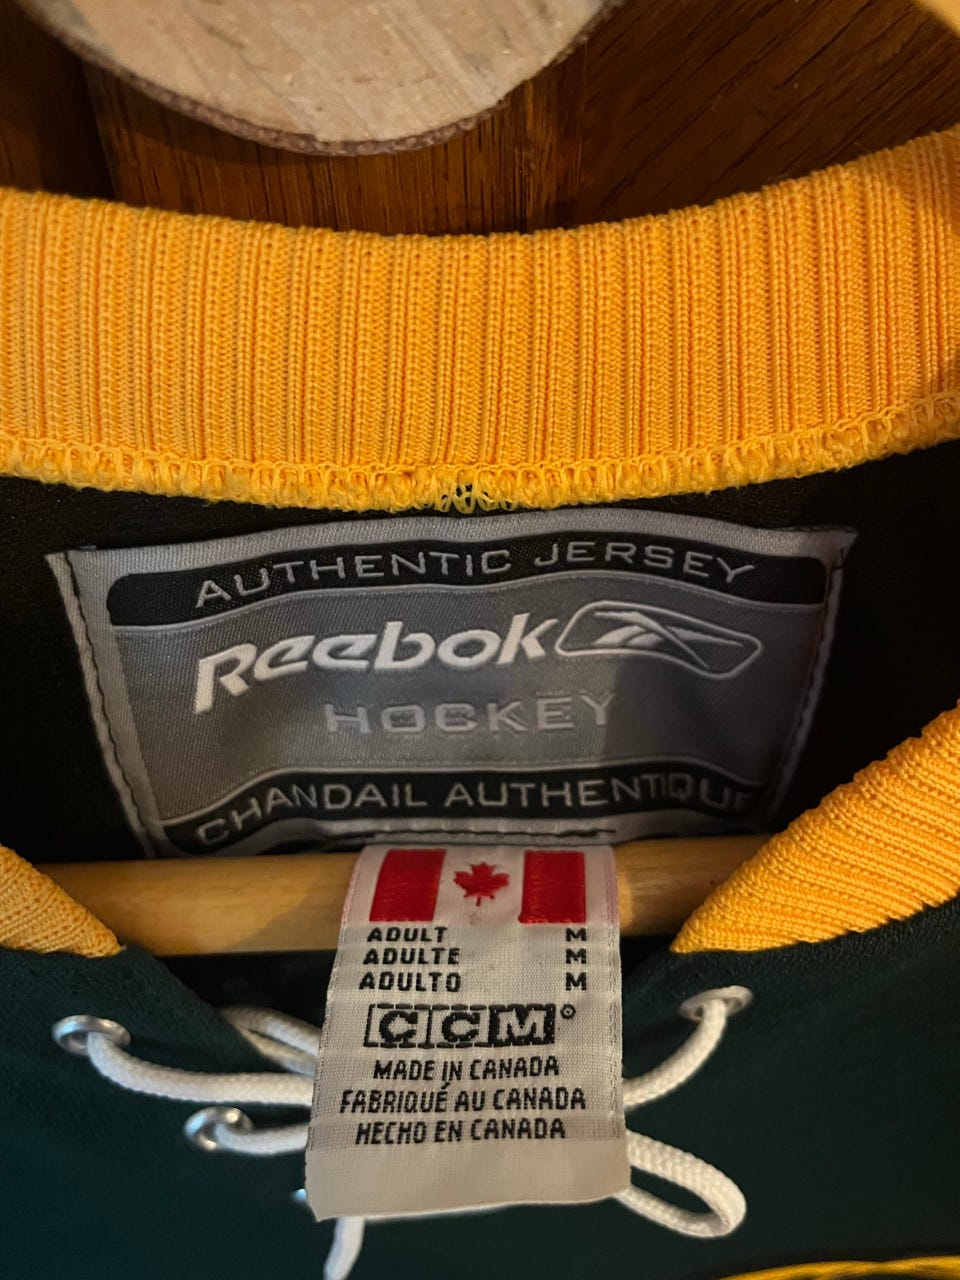 AUTHENTIC JERSEY
Reebok
HOCKEY
CHANDAIL AUTHENTIQUE
ADULT M
ADULTE M
ADULTO M
CCM®
MADE IN CANADA
FABRIQUÉ AU CANADA
HECHO EN CANADA